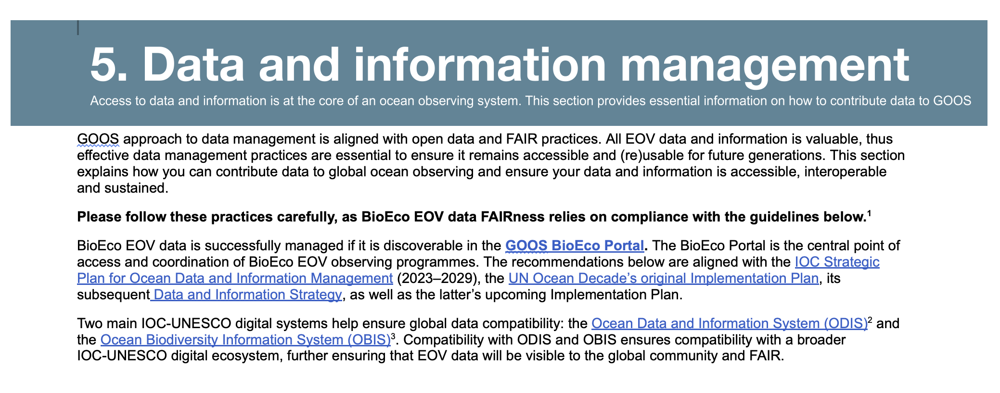 5. Data and information management
Access to data and information is at the core of an ocean observing system. This section provides essential information on how to contribute data to GOOS
GOOS approach to data management is aligned with open data and FAIR practices. All EOV data and information is valuable, thus
effective data management practices are essential to ensure it remains accessible and (re)usable for future generations. This section
explains how you can contribute data to global ocean observing and ensure your data and information is accessible, interoperable
and sustained.
Please follow these practices carefully, as BioEco EOV data FAIRness relies on compliance with the guidelines below.¹
BioEco EOV data is successfully managed if it is discoverable in the GOOS BioEco Portal. The BioEco Portal is the central point of
access and coordination of BioEco EOV observing programmes. The recommendations below are aligned with the IOC Strategic
Plan for Ocean Data and Information Management (2023–2029), the UN Ocean Decade’s original Implementation Plan, its
subsequent Data and Information Strategy, as well as the latter’s upcoming Implementation Plan.
Two main IOC-UNESCO digital systems help ensure global data compatibility: the Ocean Data and Information System (ODIS)² and
the Ocean Biodiversity Information System (OBIS)³. Compatibility with ODIS and OBIS ensures compatibility with a broader
IOC-UNESCO digital ecosystem, further ensuring that EOV data will be visible to the global community and FAIR.